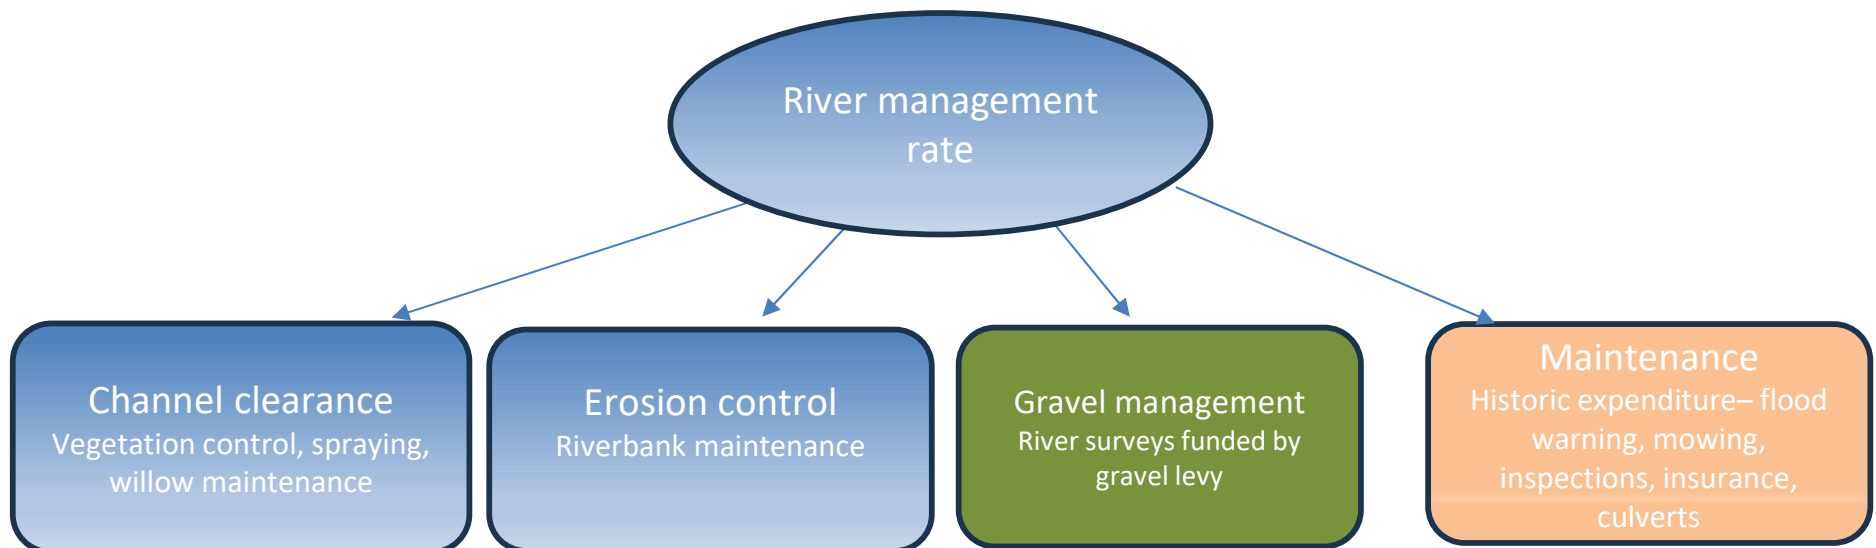 River management
rate
Channel clearance
Vegetation control, spraying,
willow maintenance
Erosion control
Riverbank maintenance
Gravel management
River surveys funded by
gravel levy
Maintenance
Historic expenditure– flood
warning, mowing,
inspections, insurance,
culverts